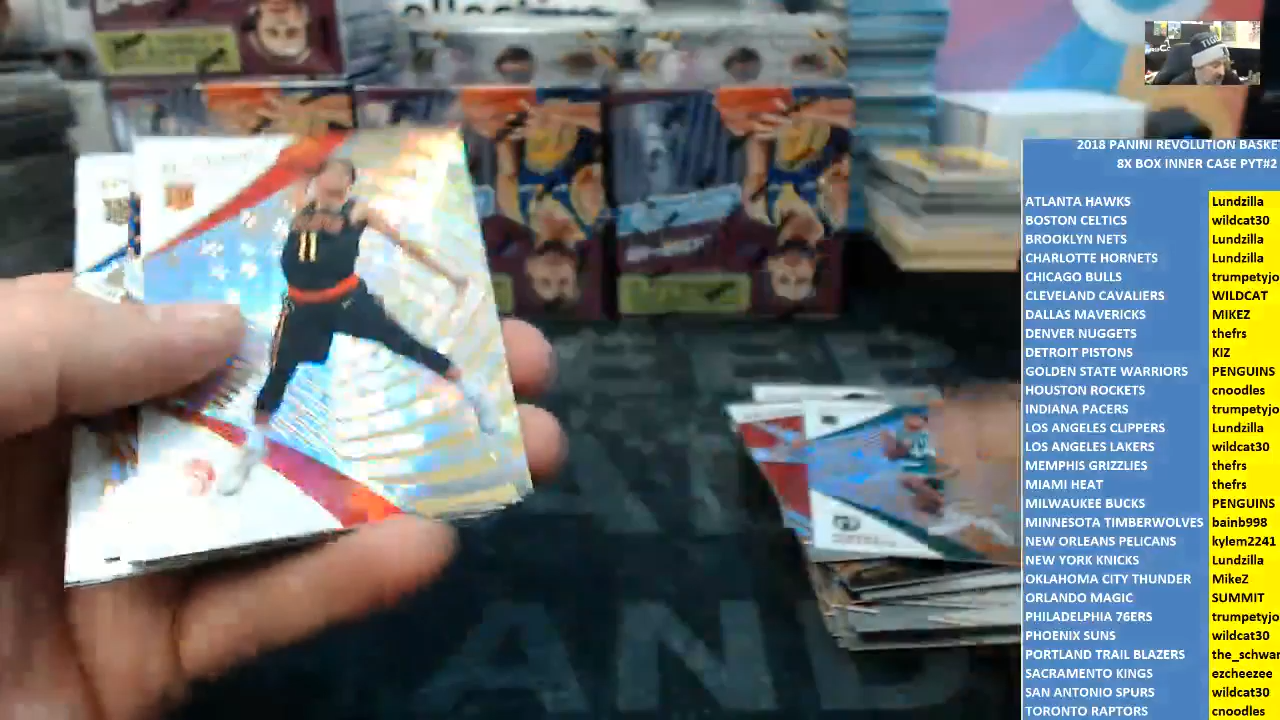 collecting
11
2018 PANINI REVOLUTION BASKE
8X BOX INNER CASE PYT#2
ATLANTA HAWKS Lundzilla
BOSTON CELTICS wildcat30
BROOKLYN NETS Lundzilla
CHARLOTTE HORNETS Lundzilla
CHICAGO BULLS trumpetyjo
CLEVELAND CAVALIERS WILDCAT
DALLAS MAVERICKS MIKEZ
DENVER NUGGETS thefrs
DETROIT PISTONS KIZ
GOLDEN STATE WARRIORS PENGUINS
HOUSTON ROCKETS cnoodles
INDIANA PACERS trumpetyjo
LOS ANGELES CLIPPERS Lundzilla
LOS ANGELES LAKERS wildcat30
MEMPHIS GRIZZLIES thefrs
MIAMI HEAT thefrs
MILWAUKEE BUCKS PENGUINS
MINNESOTA TIMBERWOLVES bainb998
NEW ORLEANS PELICANS kylem2241
NEW YORK KNICKS Lundzilla
OKLAHOMA CITY THUNDER MikeZ
ORLANDO MAGIC SUMMIT
PHILADELPHIA 76ERS trumpetyjo
PHOENIX SUNS wildcat30
PORTLAND TRAIL BLAZERS the_schwar
SACRAMENTO KINGS ezcheezee
SAN ANTONIO SPURS wildcat30
TORONTO RAPTORS cnoodles
AND